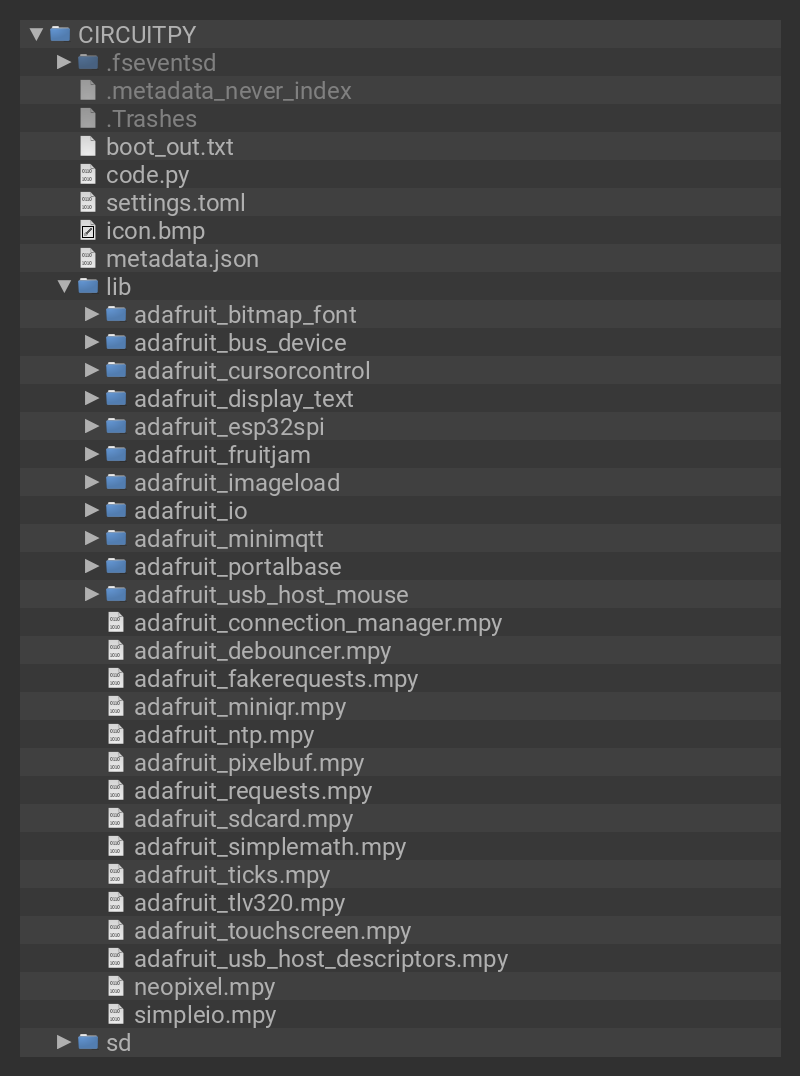 CIRCUITPY
.fseventsd
.metadata_never_index
.Trashes
boot_out.txt
code.py
settings.toml
icon.bmp
metadata.json
lib
adafruit_bitmap_font
adafruit_bus_device
adafruit_cursorcontrol
adafruit_display_text
adafruit_esp32spi
adafruit_fruitjam
adafruit_imageload
adafruit_io
adafruit_minimqtt
adafruit_portalbase
adafruit_usb_host_mouse
adafruit_connection_manager.mpy
adafruit_debouncer.mpy
adafruit_fakerequests.mpy
adafruit_miniqr.mpy
adafruit_ntp.mpy
adafruit_pixelbuf.mpy
adafruit_requests.mpy
adafruit_sdcard.mpy
adafruit_simplemath.mpy
adafruit_ticks.mpy
adafruit_tlv320.mpy
adafruit_touchscreen.mpy
adafruit_usb_host_descriptors.mpy
neopixel.mpy
simpleio.mpy
sd